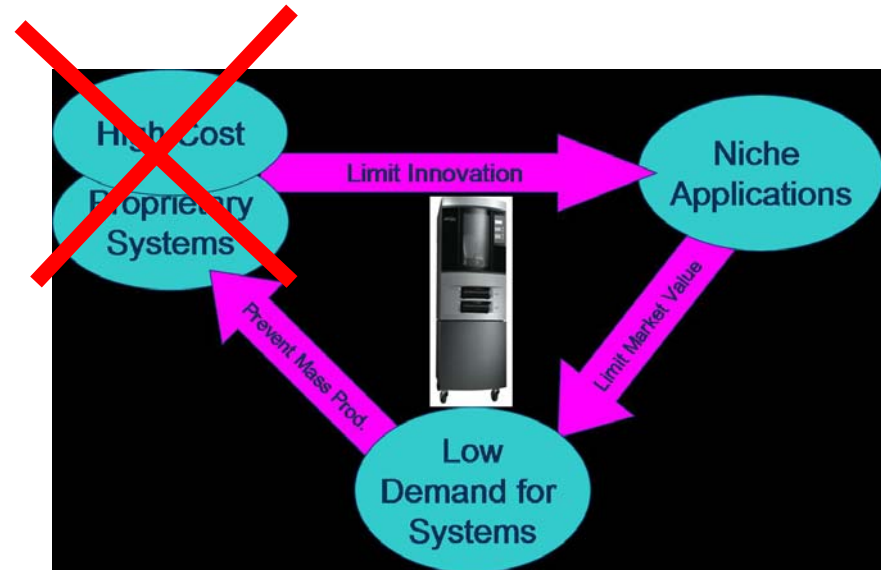 High Cost
Proprietary
Systems
Limit Innovation
Niche
Applications
Limit Market Value
Prevent Mass Prod.
Low
Demand for
Systems